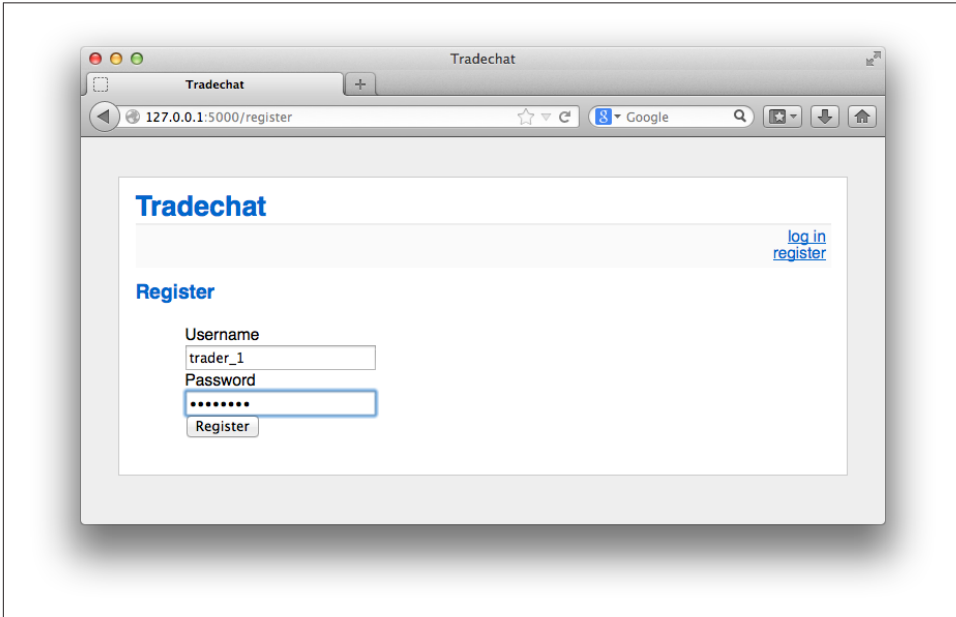 Tradechat
Tradechat
127.0.0.1:5000/register
Google
Tradechat
log in
register
Register
Username
trader_1
Password
••••••••
Register